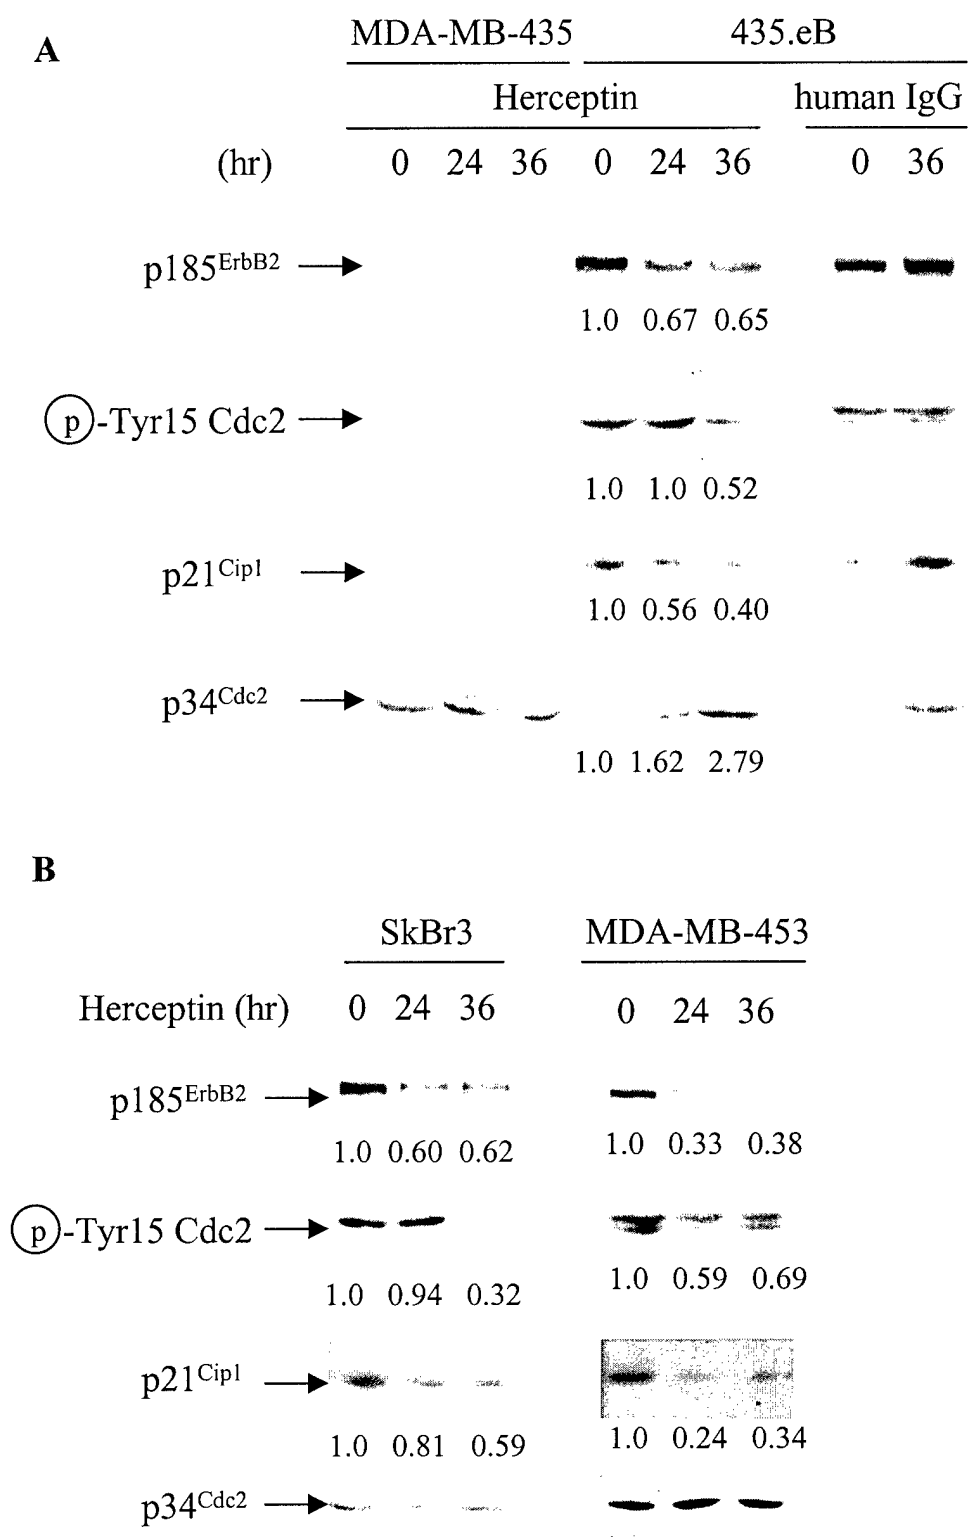 A
MDA-MB-435 435.eB
Herceptin human IgG
(hr) 0 24 36 0 24 36 0 36
p185ErbB2
1.0 0.67 0.65
p-Tyr15 Cdc2
1.0 1.0 0.52
p21Cip1
1.0 0.56 0.40
p34Cdc2
1.0 1.62 2.79
B
SkBr3 MDA-MB-453
Herceptin (hr) 0 24 36 0 24 36
p185ErbB2
1.0 0.60 0.62 1.0 0.33 0.38
p-Tyr15 Cdc2
1.0 0.94 0.32 1.0 0.59 0.69
p21Cip1
1.0 0.81 0.59 1.0 0.24 0.34
p34Cdc2